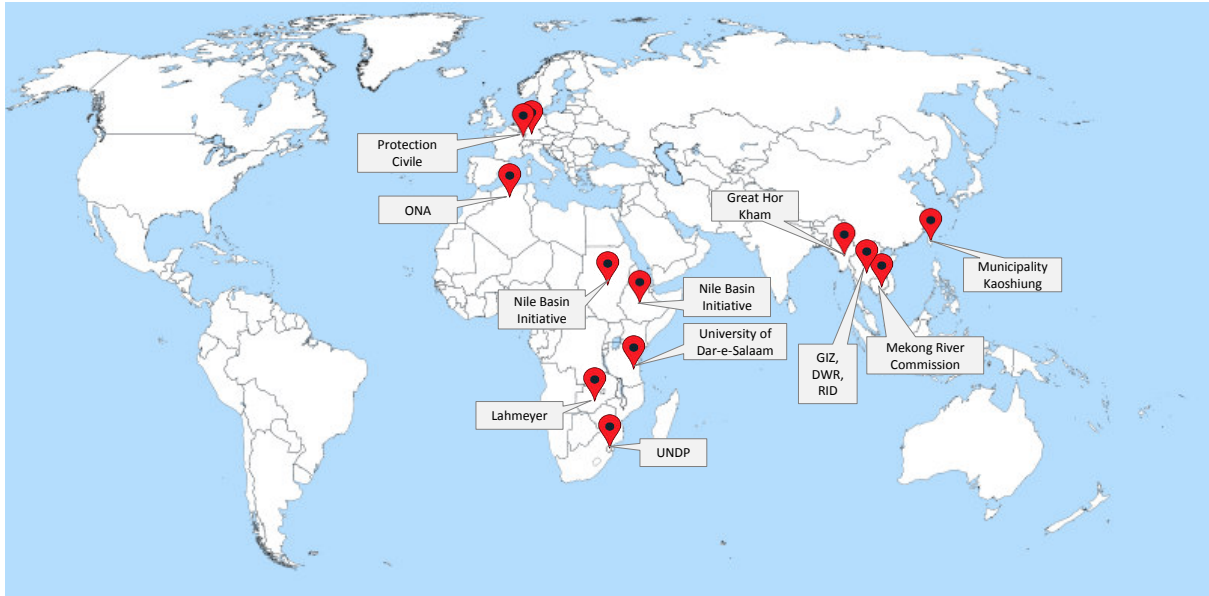 Protection
Civile
ONA
Great Hor
Kham
Municipality
Kaoshiung
Nile Basin
Initiative
Nile Basin
Initiative
University of
Dar-e-Salaam
GIZ,
DWR,
RID
Mekong River
Commission
Lahmeyer
UNDP